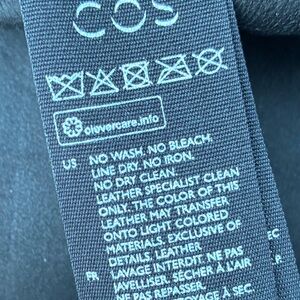 COS
clevercare.info
US NO WASH. NO BLEACH.
LINE DRY. NO IRON.
NO DRY CLEAN.
LEATHER SPECIALIST CLEAN
ONLY. THE COLOR OF THIS
LEATHER MAY TRANSFER
ONTO LIGHT COLORED
MATERIALS. EXCLUSIVE OF
DETAILS, LEATHER
FR LAVAGE INTERDIT. NE PAS
JAVELLISER. SÉCHER À L'AIR
NE PAS REPASSER.
À SEC.